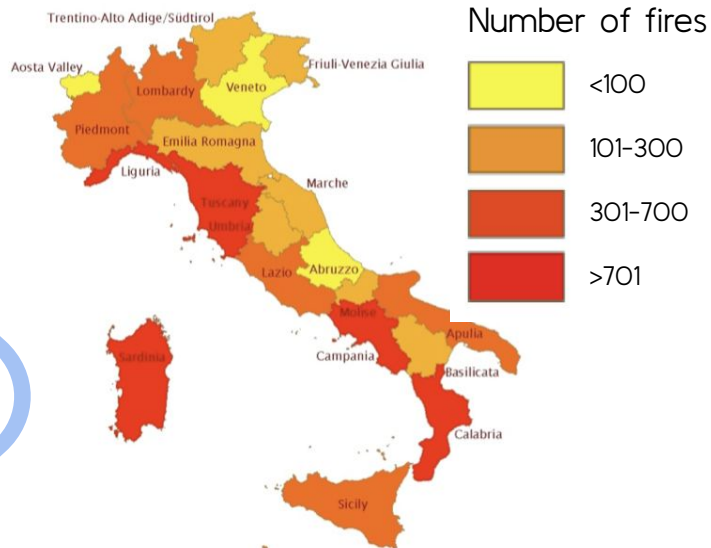 Number of fires
<100
101-300
301-700
>701
Trentino-Alto Adige/Südtirol
Friuli-Venezia Giulia
Aosta Valley
Lombardy
Veneto
Piedmont
Emilia Romagna
Liguria
Marche
Tuscany
Umbria
Lazio
Abruzzo
Molise
Apulia
Sardinia
Campania
Basilicata
Calabria
Sicily